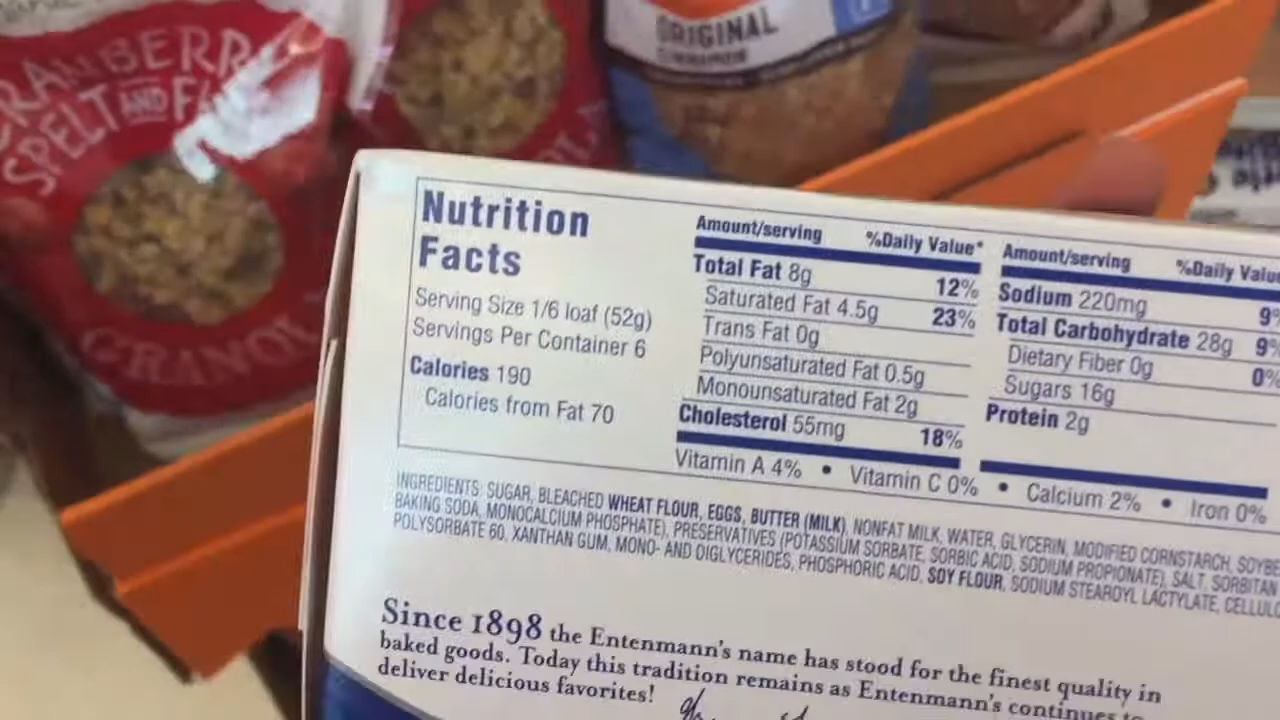 CRANBERRY
SPELT AND
GRANOL
ORIGINAL
Nutrition
Facts
Serving Size 1/6 loaf (52g)
Servings Per Container 6
Calories 190
Calories from Fat 70
Amount/serving %Daily Value*
Total Fat 8g 12%
Saturated Fat 4.5g 23%
Trans Fat 0g
Polyunsaturated Fat 0.5g
Monounsaturated Fat 2g
Cholesterol 55mg 18%
Amount/serving %Daily Value
Sodium 220mg 9%
Total Carbohydrate 28g 9%
Dietary Fiber 0g 0%
Sugars 16g
Protein 2g
Vitamin A 4% • Vitamin C 0% • Calcium 2% • Iron 0%
INGREDIENTS: SUGAR, BLEACHED WHEAT FLOUR, EGGS, BUTTER (MILK), NONFAT MILK, WATER, GLYCERIN, MODIFIED CORNSTARCH, SOYBE
BAKING SODA, MONOCALCIUM PHOSPHATE), PRESERVATIVES (POTASSIUM SORBATE, SORBIC ACID, SODIUM PROPIONATE), SALT, SORBITAN
POLYSORBATE 60, XANTHAN GUM, MONO- AND DIGLYCERIDES, PHOSPHORIC ACID, SOY FLOUR, SODIUM STEAROYL LACTYLATE, CELLULO
Since 1898 the Entenmann's name has stood for the finest quality in
baked goods. Today this tradition remains as Entenmann's continues to
deliver delicious favorites!